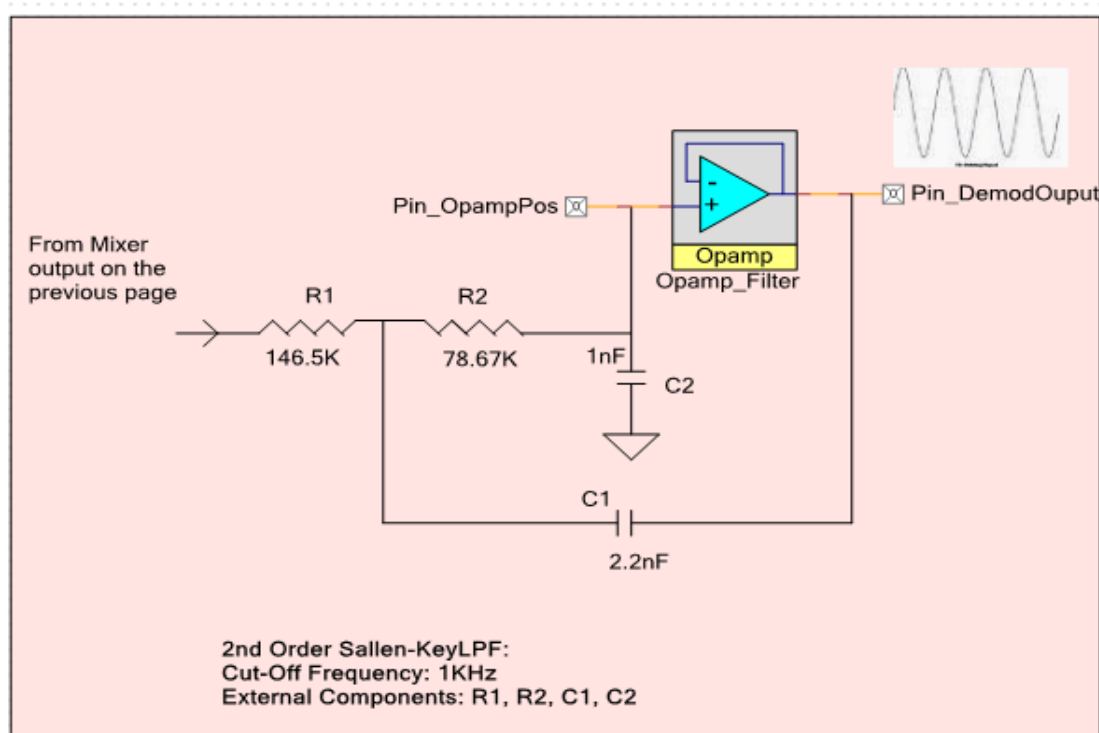 Pin_OpampPos
-
+
Pin_DemodOuput
Opamp
Opamp_Filter
From Mixer
output on the
previous page
R1
R2
146.5K
78.67K
1nF
C2
C1
2.2nF
2nd Order Sallen-KeyLPF:
Cut-Off Frequency: 1KHz
External Components: R1, R2, C1, C2